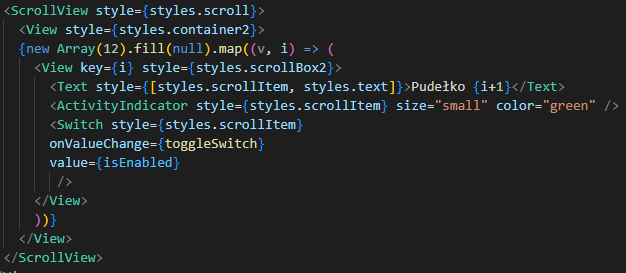 <ScrollView style={styles.scroll}>
<View style={styles.container2}>
{new Array(12).fill(null).map((v, i) => (
<View key={i} style={styles.scrollBox2}>
<Text style={[styles.scrollItem, styles.text]}>Pudełko {i+1}</Text>
<ActivityIndicator style={styles.scrollItem} size="small" color="green" />
<Switch style={styles.scrollItem}
onValueChange={toggleSwitch}
value={isEnabled}
/>
</View>
))}
</View>
</ScrollView>